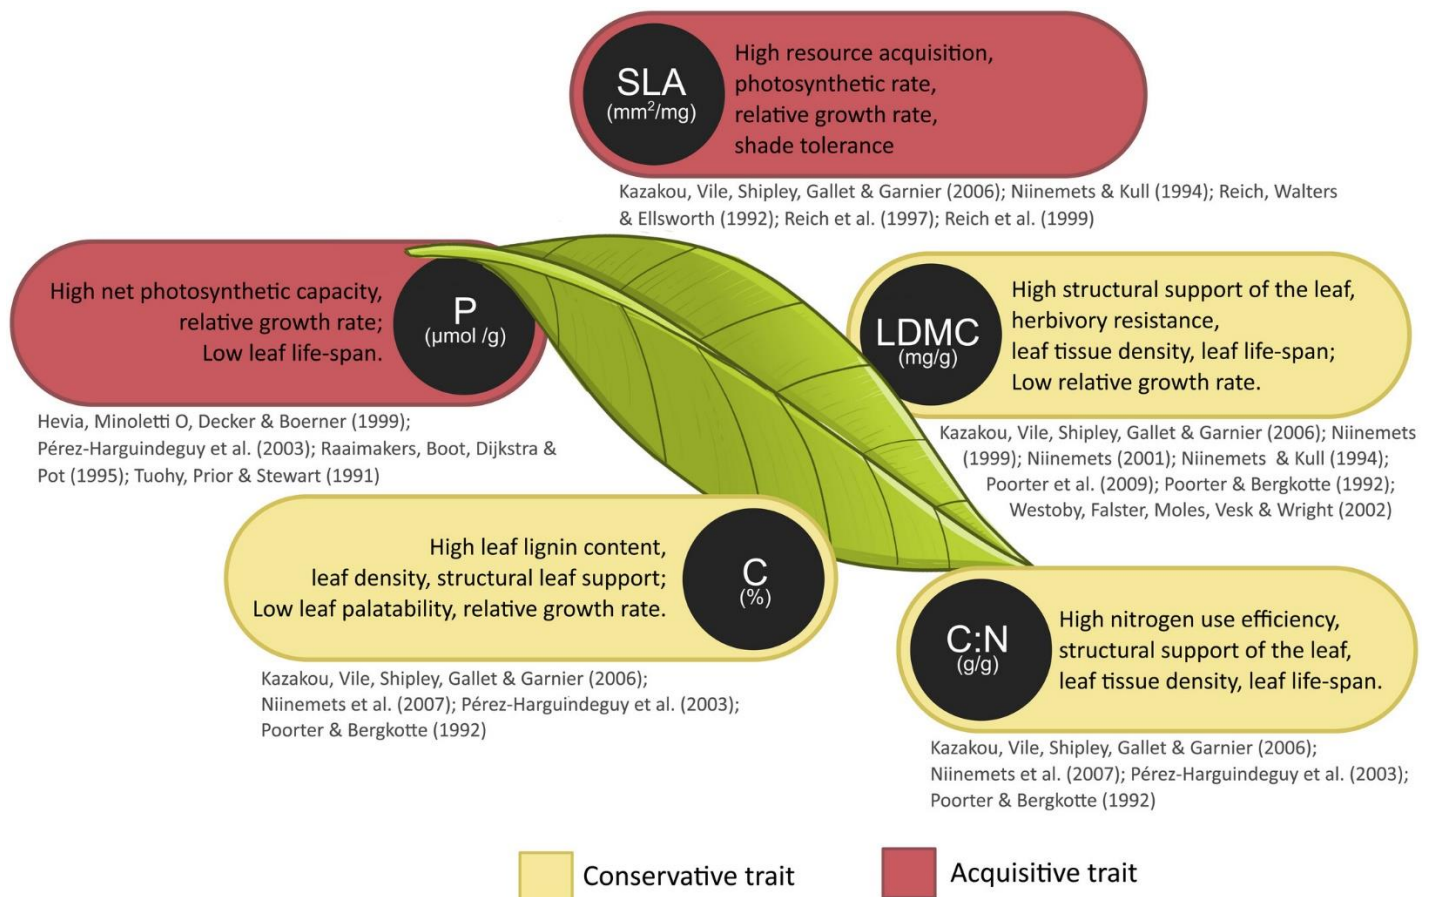 SLA
(mm²/mg)
High resource acquisition,
photosynthetic rate,
relative growth rate,
shade tolerance
Kazakou, Vile, Shipley, Gallet & Garnier (2006); Niinemets & Kull (1994); Reich, Walters
& Ellsworth (1992); Reich et al. (1997); Reich et al. (1999)
High net photosynthetic capacity,
relative growth rate;
Low leaf life-span.
P
(µmol /g)
Hevia, Minoletti O, Decker & Boerner (1999);
Pérez-Harguindeguy et al. (2003); Raaimakers, Boot, Dijkstra &
Pot (1995); Tuohy, Prior & Stewart (1991)
LDMC
(mg/g)
High structural support of the leaf,
herbivory resistance,
leaf tissue density, leaf life-span;
Low relative growth rate.
Kazakou, Vile, Shipley, Gallet & Garnier (2006); Niinemets
(1999); Niinemets (2001); Niinemets & Kull (1994);
Poorter et al. (2009); Poorter & Bergkotte (1992);
Westoby, Falster, Moles, Vesk & Wright (2002)
High leaf lignin content,
leaf density, structural leaf support;
Low leaf palatability, relative growth rate.
C
(%)
Kazakou, Vile, Shipley, Gallet & Garnier (2006);
Niinemets et al. (2007); Pérez-Harguindeguy et al. (2003);
Poorter & Bergkotte (1992)
C:N
(g/g)
High nitrogen use efficiency,
structural support of the leaf,
leaf tissue density, leaf life-span.
Kazakou, Vile, Shipley, Gallet & Garnier (2006);
Niinemets et al. (2007); Pérez-Harguindeguy et al. (2003);
Poorter & Bergkotte (1992)
Conservative trait
Acquisitive trait